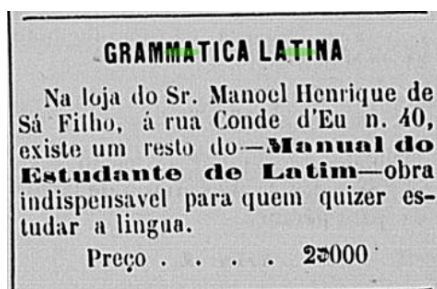 GRAMMATICA LATINA
Na loja do Sr. Manoel Henrique de
Sá Filho, á rua Conde d'Eu n. 40,
existe um resto do—Manual do
Estudante de Latim—obra
indispensavel para quem quizer es-
tudar a lingua.
Preço . . . . 2$000